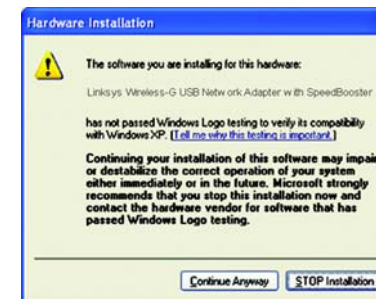 Hardware Installation
The software you are installing for this hardware:
Linksys Wireless-G USB Network Adapter with SpeedBooster
has not passed Windows Logo testing to verify its compatibility
with Windows XP. (Tell me why this testing is important.)
Continuing your installation of this software may impair
or destabilize the correct operation of your system
either immediately or in the future. Microsoft strongly
recommends that you stop this installation now and
contact the hardware vendor for software that has
passed Windows Logo testing.
Continue Anyway
STOP Installation